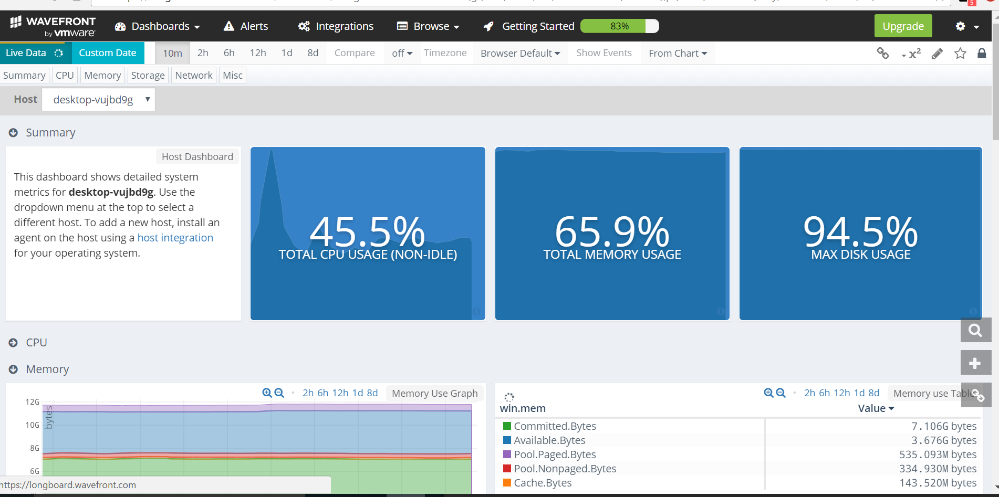 5
WAVEFRONT
by vmware
Dashboards
Alerts
Integrations
Browse
Getting Started
83%
Upgrade
Live Data
Custom Date
10m
2h
6h
12h
1d
8d
Compare
off
Timezone
Browser Default
Show Events
From Chart
x²
Summary
CPU
Memory
Storage
Network
Misc
Host
desktop-vujbd9g
Summary
Host Dashboard
This dashboard shows detailed system
metrics for desktop-vujbd9g. Use the
dropdown menu at the top to select a
different host. To add a new host, install an
agent on the host using a host integration
for your operating system.
45.5%
TOTAL CPU USAGE (NON-IDLE)
65.9%
TOTAL MEMORY USAGE
94.5%
MAX DISK USAGE
CPU
Memory
2h 6h 12h 1d 8d
Memory Use Graph
12G
10G
8G
6G
bytes
2h 6h 12h 1d 8d
Memory use Table
win.mem
Value
Committed.Bytes 7.106G bytes
Available.Bytes 3.676G bytes
Pool.Paged.Bytes 535.093M bytes
Pool.Nonpaged.Bytes 334.930M bytes
Cache.Bytes 143.520M bytes
https://longboard.wavefront.com